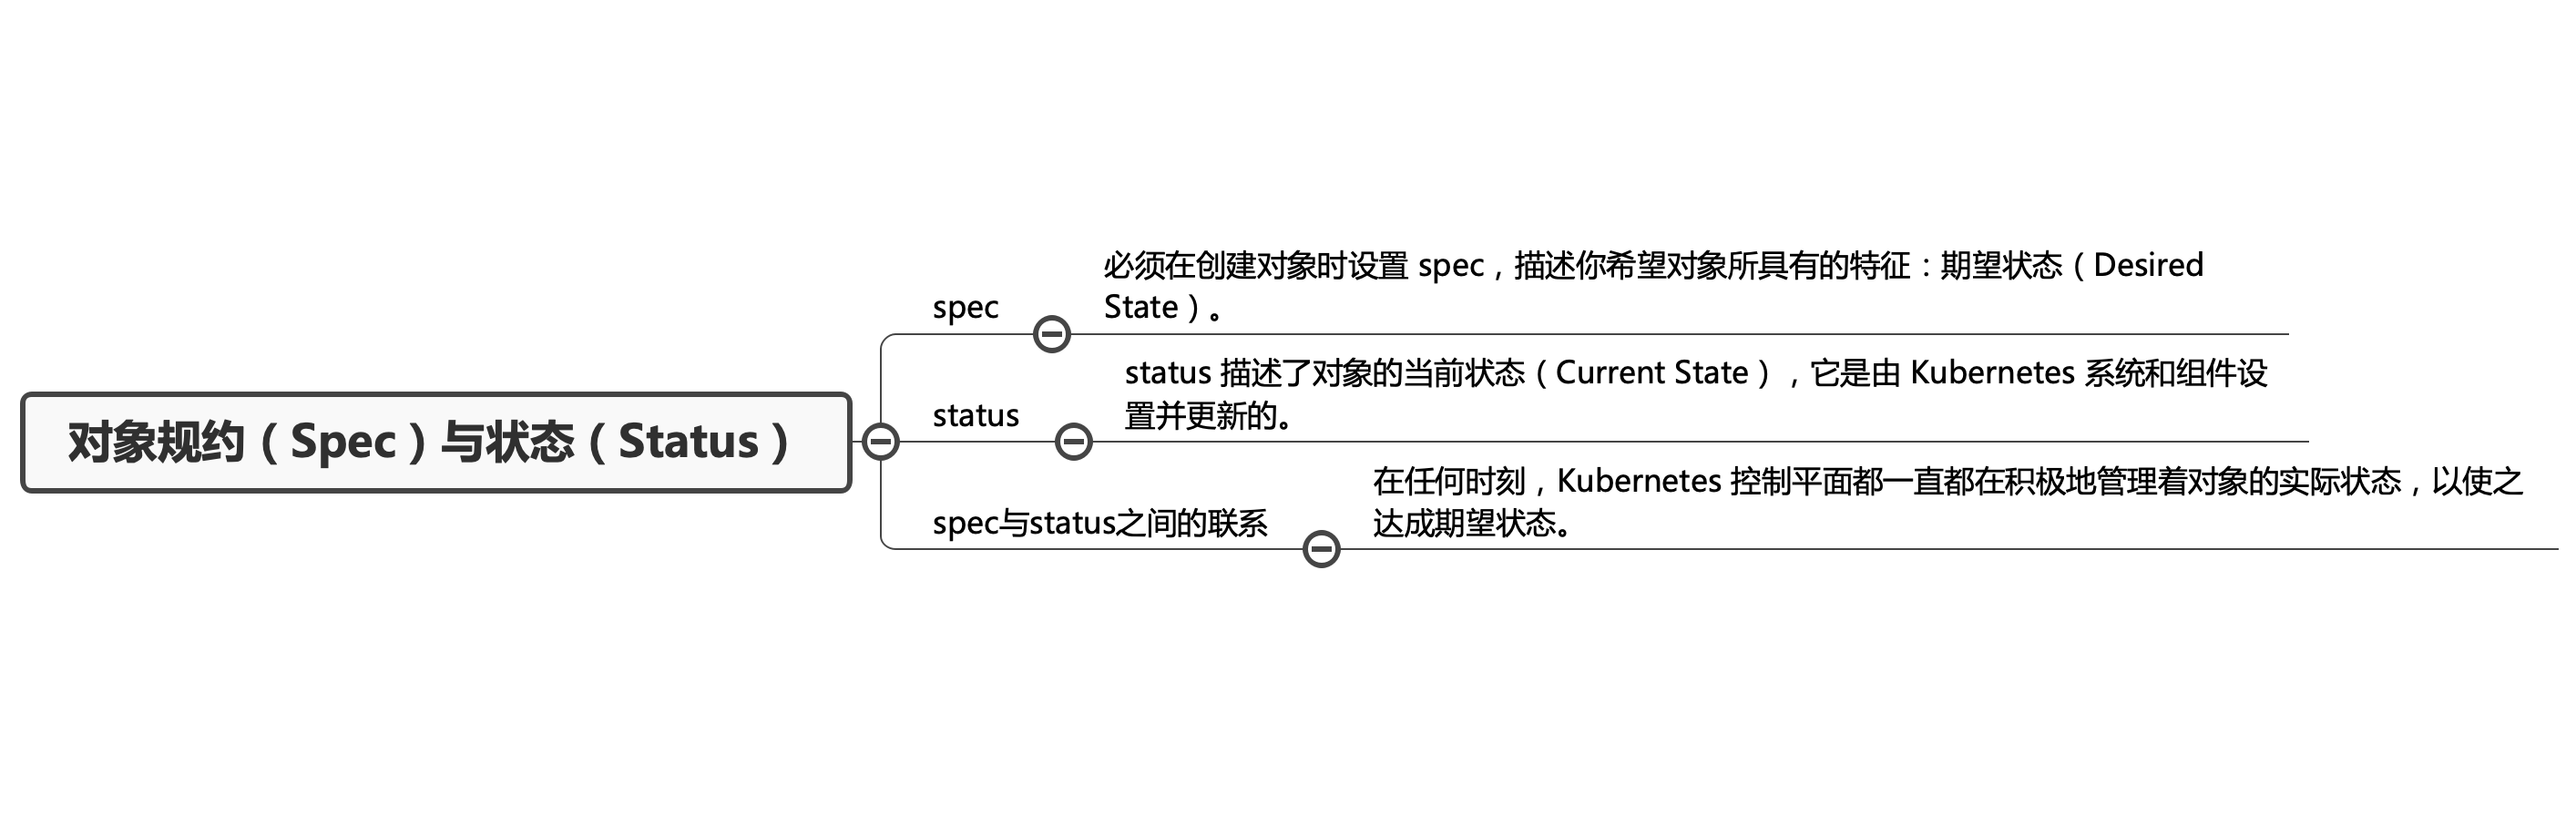 对象规约（Spec）与状态（Status）
spec
必须在创建对象时设置 spec，描述你希望对象所具有的特征：期望状态（Desired
State）。
status
status 描述了对象的当前状态（Current State），它是由 Kubernetes 系统和组件设
置并更新的。
spec与status之间的联系
在任何时刻，Kubernetes 控制平面都一直都在积极地管理着对象的实际状态，以使之
达成期望状态。